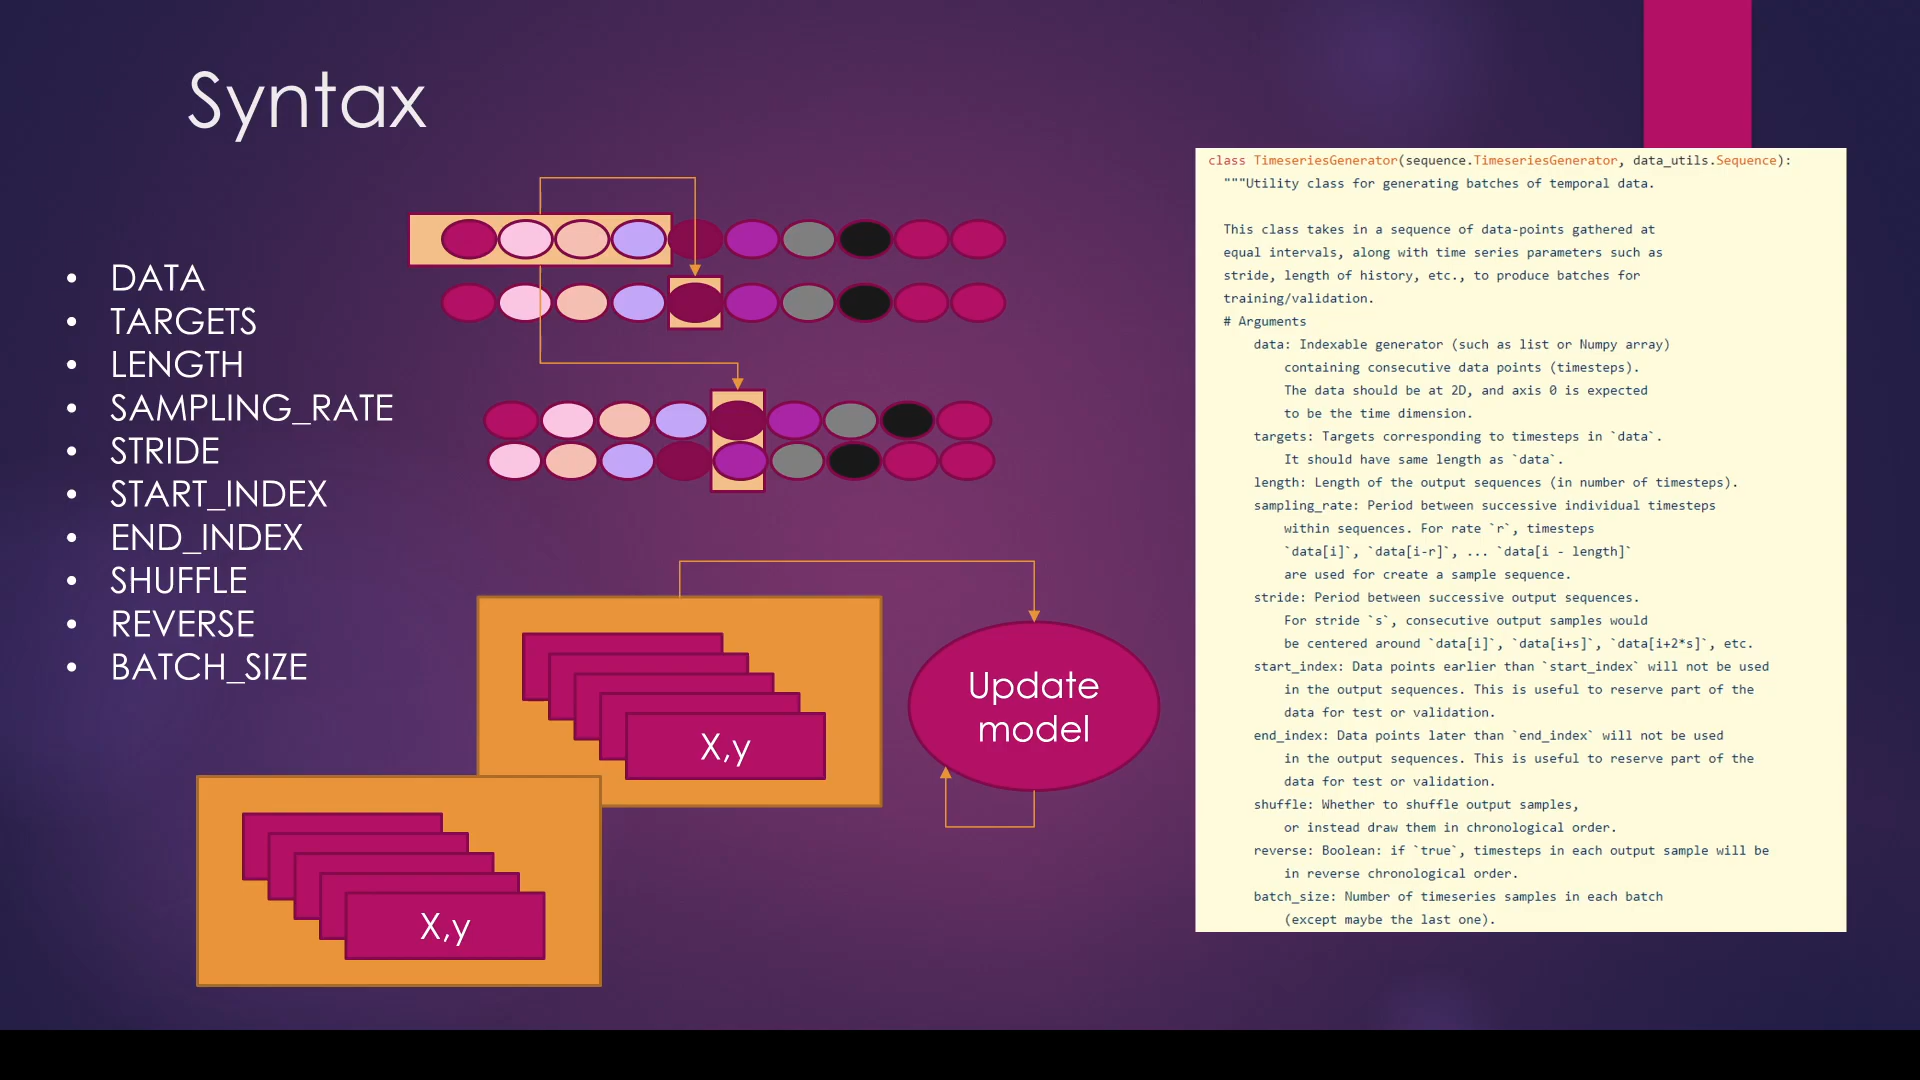 Syntax
• DATA
• TARGETS
• LENGTH
• SAMPLING_RATE
• STRIDE
• START_INDEX
• END_INDEX
• SHUFFLE
• REVERSE
• BATCH_SIZE
X,y
X,y
Update
model
class TimeseriesGenerator(sequence.TimeseriesGenerator, data_utils.Sequence):
"""Utility class for generating batches of temporal data.
This class takes in a sequence of data-points gathered at
equal intervals, along with time series parameters such as
stride, length of history, etc., to produce batches for
training/validation.
# Arguments
data: Indexable generator (such as list or Numpy array)
containing consecutive data points (timesteps).
The data should be at 2D, and axis 0 is expected
to be the time dimension.
targets: Targets corresponding to timesteps in `data`.
It should have same length as `data`.
length: Length of the output sequences (in number of timesteps).
sampling_rate: Period between successive individual timesteps
within sequences. For rate `r`, timesteps
`data[i]`, `data[i-r]`, ... `data[i - length]`
are used for create a sample sequence.
stride: Period between successive output sequences.
For stride `s`, consecutive output samples would
be centered around `data[i]`, `data[i+s]`, `data[i+2*s]`, etc.
start_index: Data points earlier than `start_index` will not be used
in the output sequences. This is useful to reserve part of the
data for test or validation.
end_index: Data points later than `end_index` will not be used
in the output sequences. This is useful to reserve part of the
data for test or validation.
shuffle: Whether to shuffle output samples,
or instead draw them in chronological order.
reverse: Boolean: if `true`, timesteps in each output sample will be
in reverse chronological order.
batch_size: Number of timeseries samples in each batch
(except maybe the last one).